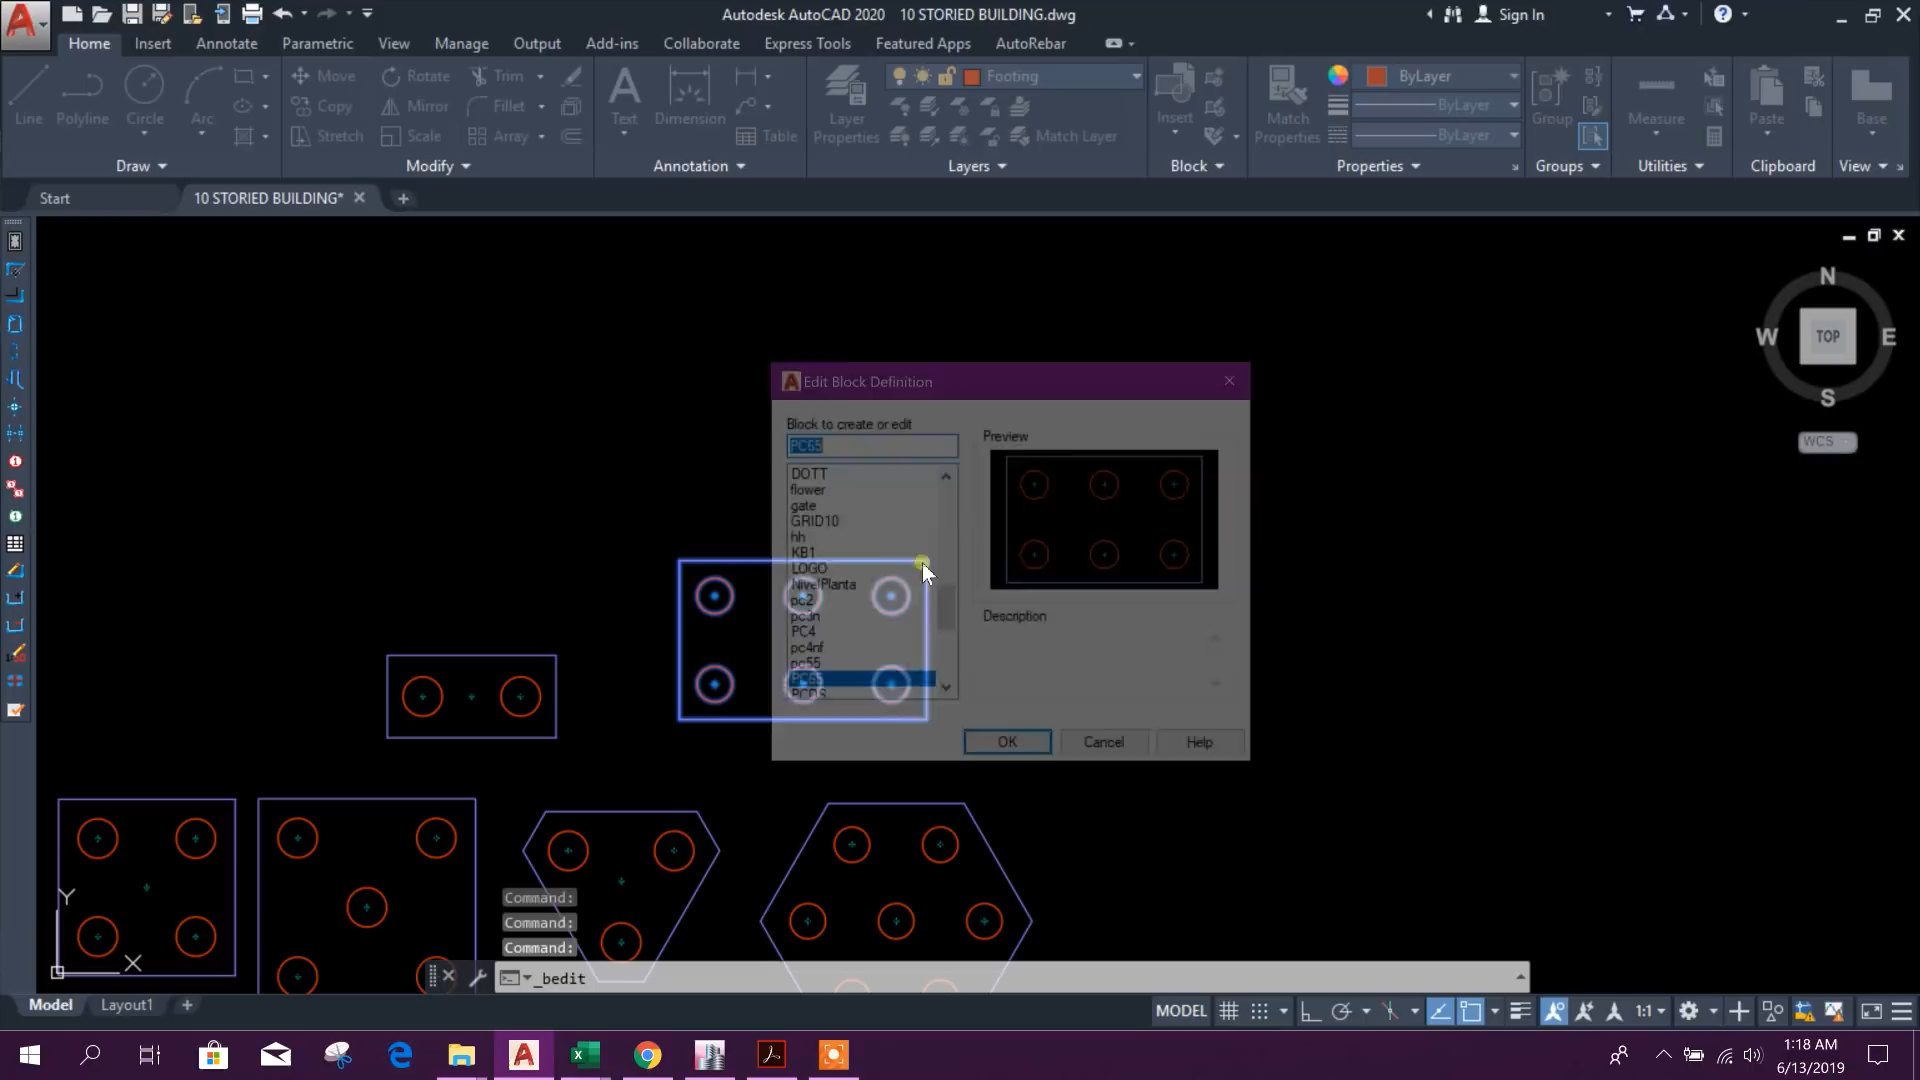 Autodesk AutoCAD 2020 10 STORIED BUILDING.dwg
Sign In
Home Insert Annotate Parametric View Manage Output Add-ins Collaborate Express Tools Featured Apps AutoRebar
Line Polyline Circle Arc
Move Rotate Trim
Copy Mirror Fillet
Stretch Scale Array
Text Dimension Table
Layer Properties
Footing
Match Layer
Insert
Match Properties
ByLayer
ByLayer
ByLayer
Group Measure Paste Base
Draw Modify Annotation Layers Block Properties Groups Utilities Clipboard View
Start 10 STORIED BUILDING*
N
W TOP E
S
WCS
Edit Block Definition
Block to create or edit
PC65
Preview
DOTT
flower
gate
GRID10
hh
KB1
LOGO
NivelPlanta
pc2
pc3n
PC4
pc4nf
pc55
PC65
PCDS
Description
OK Cancel Help
Y
X
Command:
Command:
Command:
_bedit
Model Layout1
MODEL 1:1
1:18 AM
6/13/2019